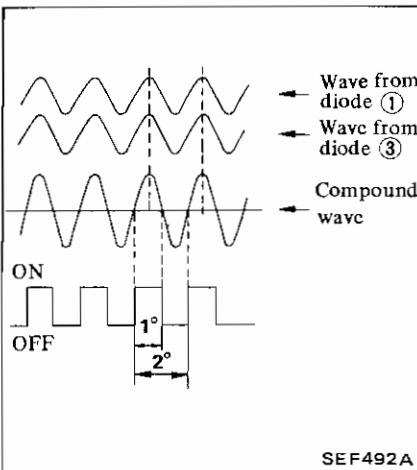 Wave from
diode ①
Wave from
diode ③
Compound
wave
ON
1°
OFF
2°
SEF492A